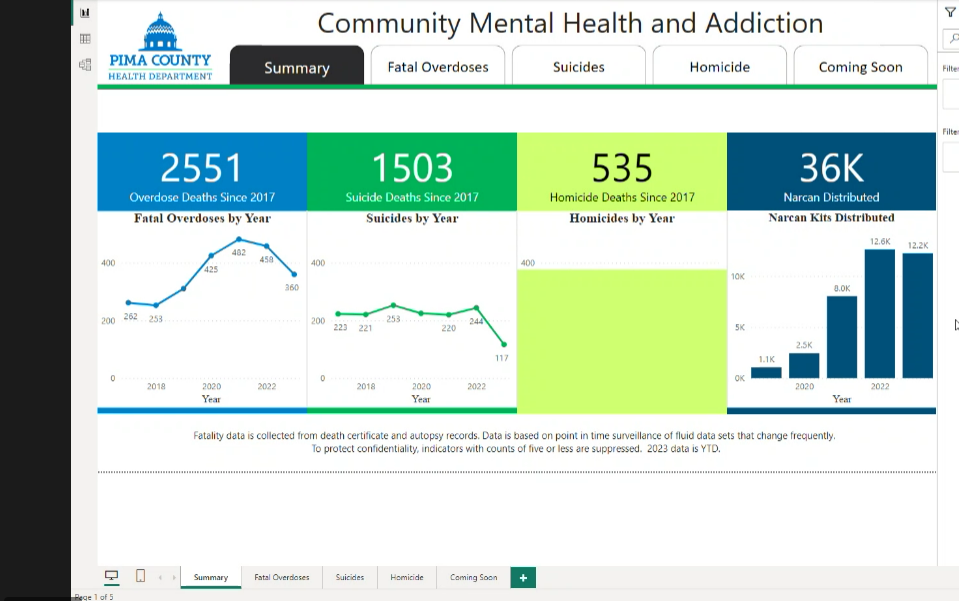 Community Mental Health and Addiction
PIMA COUNTY
HEALTH DEPARTMENT
Summary
Fatal Overdoses
Suicides
Homicide
Coming Soon
Filte
Filte
2551
Overdose Deaths Since 2017
1503
Suicide Deaths Since 2017
535
Homicide Deaths Since 2017
36K
Narcan Distributed
Fatal Overdoses by Year
400
200
0
262
253
425
482
458
360
2018
2020
2022
Year
Suicides by Year
400
200
0
223
221
253
220
244
117
2018
2020
2022
Year
Homicides by Year
400
Narcan Kits Distributed
10K
5K
0K
1.1K
2.5K
8.0K
12.6K
12.2K
2020
2022
Year
Fatality data is collected from death certificate and autopsy records. Data is based on point in time surveillance of fluid data sets that change frequently.
To protect confidentiality, indicators with counts of five or less are suppressed. 2023 data is YTD.
Summary
Fatal Overdoses
Suicides
Homicide
Coming Soon
+
Page 1 of 5